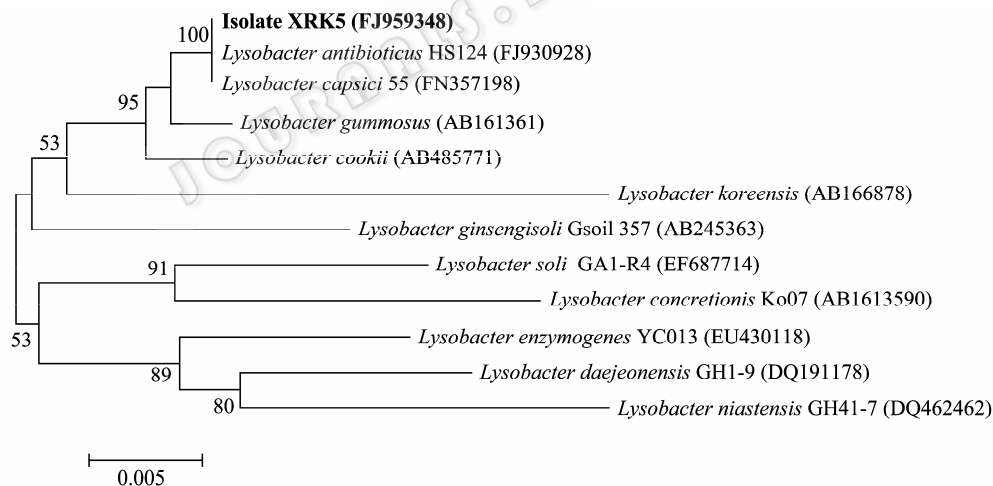 Isolate XRK5 (FJ959348)
100
Lysobacter antibioticus HS124 (FJ930928)
Lysobacter capsici 55 (FN357198)
95
Lysobacter gummosus (AB161361)
53
Lysobacter cookii (AB485771)
Lysobacter koreensis (AB166878)
Lysobacter ginsengisoli Gsoil 357 (AB245363)
91
Lysobacter soli GA1-R4 (EF687714)
Lysobacter concretionis Ko07 (AB1613590)
53
Lysobacter enzymogenes YC013 (EU430118)
89
Lysobacter daejeonensis GH1-9 (DQ191178)
80
Lysobacter niastensis GH41-7 (DQ462462)
0.005
JOURNALS.